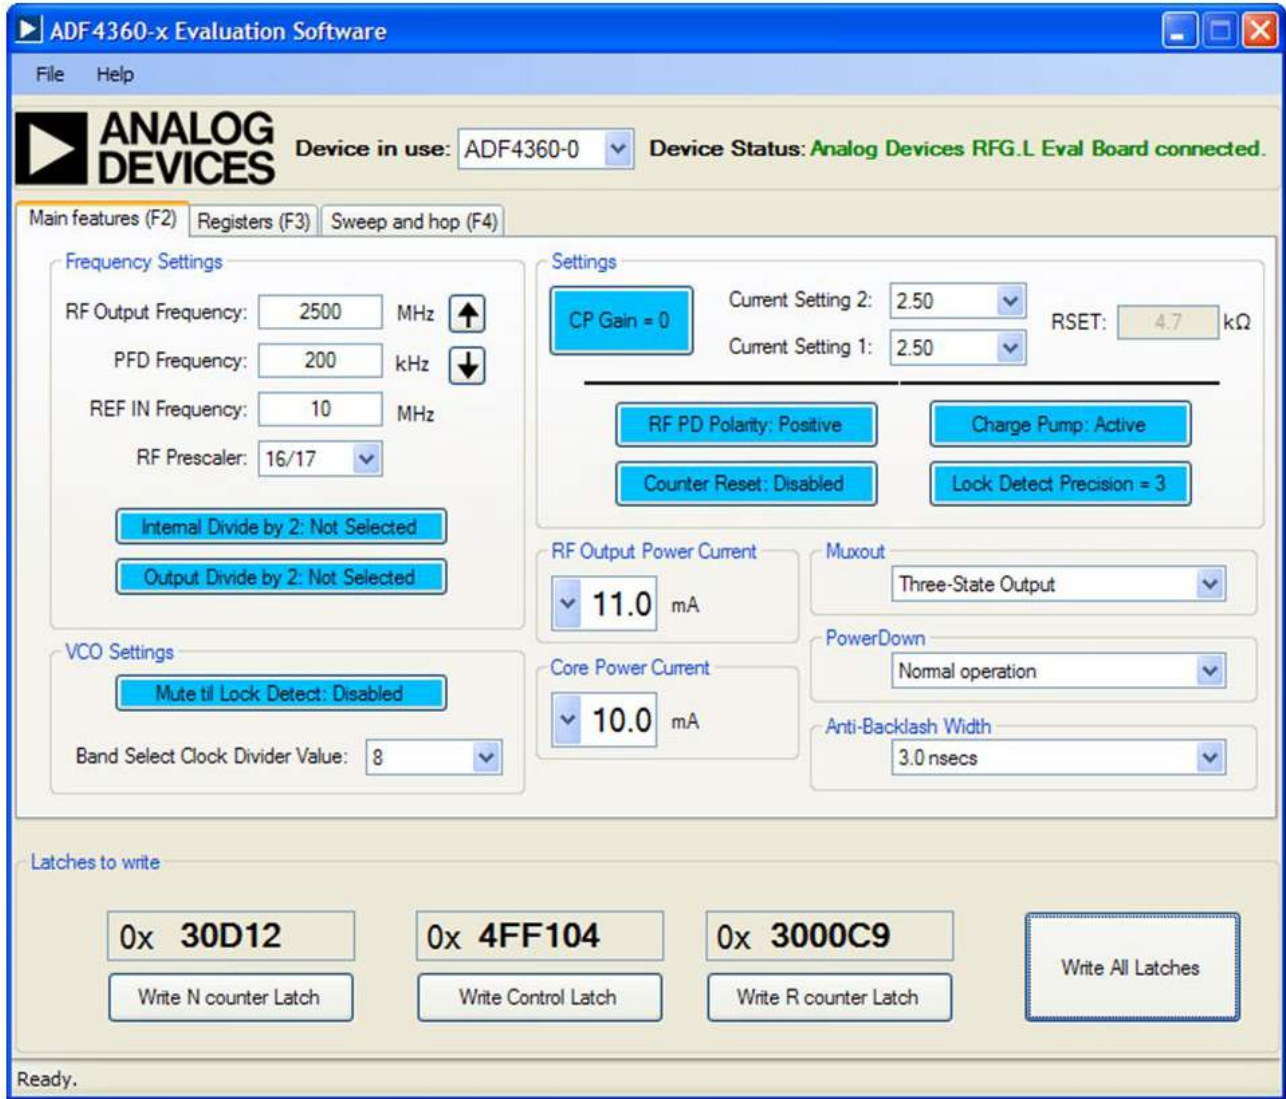 ADF4360-x Evaluation Software
File Help
ANALOG
DEVICES
Device in use: ADF4360-0 Device Status: Analog Devices RFG.L Eval Board connected.
Main features (F2) Registers (F3) Sweep and hop (F4)
Frequency Settings
RF Output Frequency: 2500 MHz
PFD Frequency: 200 kHz
REF IN Frequency: 10 MHz
RF Prescaler: 16/17
Internal Divide by 2: Not Selected
Output Divide by 2: Not Selected
VCO Settings
Mute til Lock Detect: Disabled
Band Select Clock Divider Value: 8
Settings
CP Gain = 0
Current Setting 2: 2.50
Current Setting 1: 2.50
RSET: 4.7 kΩ
RF PD Polarity: Positive
Charge Pump: Active
Counter Reset: Disabled
Lock Detect Precision = 3
RF Output Power Current
11.0 mA
Core Power Current
10.0 mA
Muxout
Three-State Output
PowerDown
Normal operation
Anti-Backlash Width
3.0 nsecs
Latches to write
0x 30D12
0x 4FF104
0x 3000C9
Write N counter Latch
Write Control Latch
Write R counter Latch
Write All Latches
Ready.